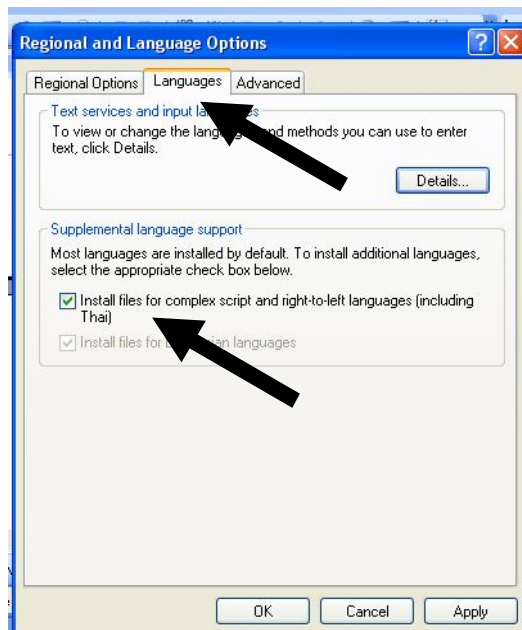 Regional and Language Options
Regional Options Languages Advanced
Text services and input
To view or change the and methods you can use to enter
text, click Details.
Details...
Supplemental language support
Most languages are installed by default. To install additional languages,
select the appropriate check box below.
Install files for complex script and right-to-left languages (including
Thai)
Install files for languages
OK Cancel Apply